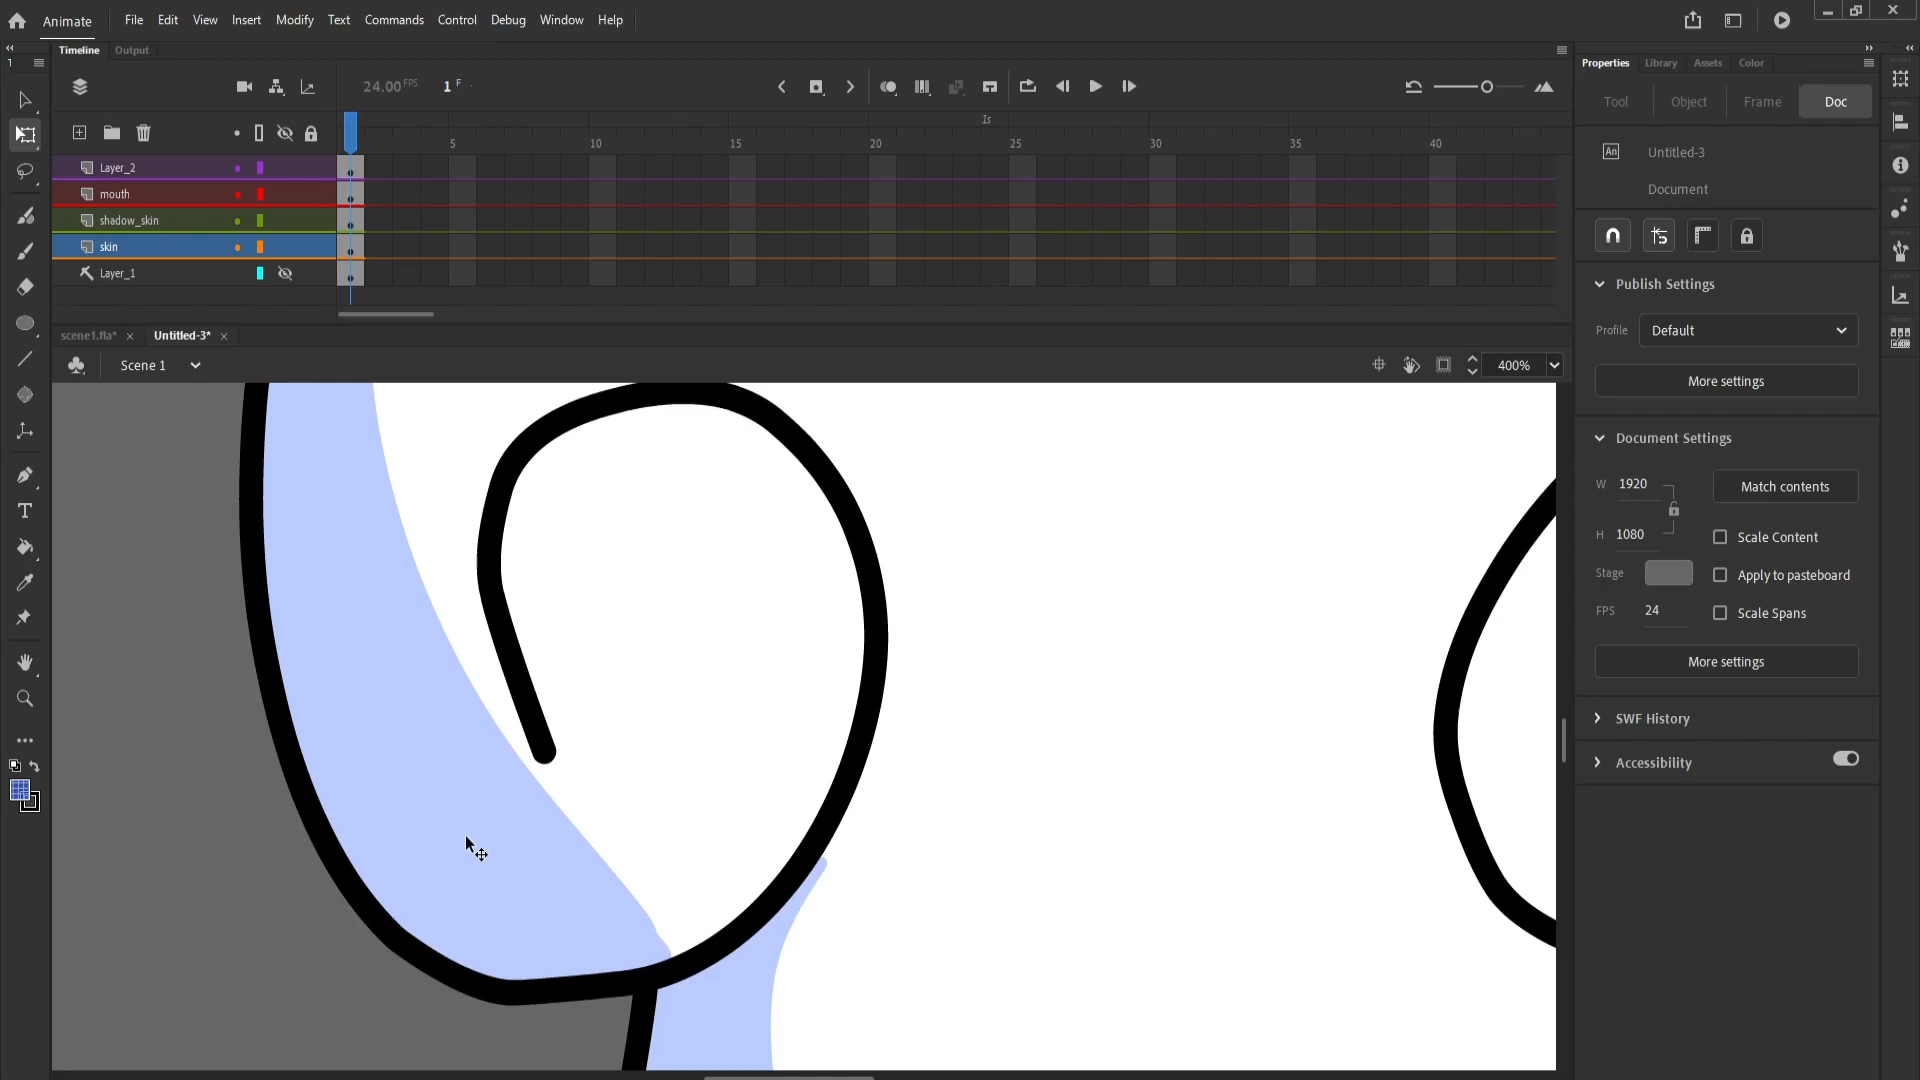 Animate File Edit View Insert Modify Text Commands Control Debug Window Help
Timeline Output
1
Properties Library Assets Color
24.00 FPS 1 F
Tool Object Frame Doc
1s
5 10 15 20 25 30 35 40
Layer_2
mouth
shadow_skin
skin
Layer_1
An Untitled-3
Document
Publish Settings
Profile Default
More settings
scene1.fla* Untitled-3*
Scene 1 400%
Document Settings
W 1920 Match contents
H 1080 Scale Content
Stage Apply to pasteboard
FPS 24 Scale Spans
More settings
SWF History
Accessibility